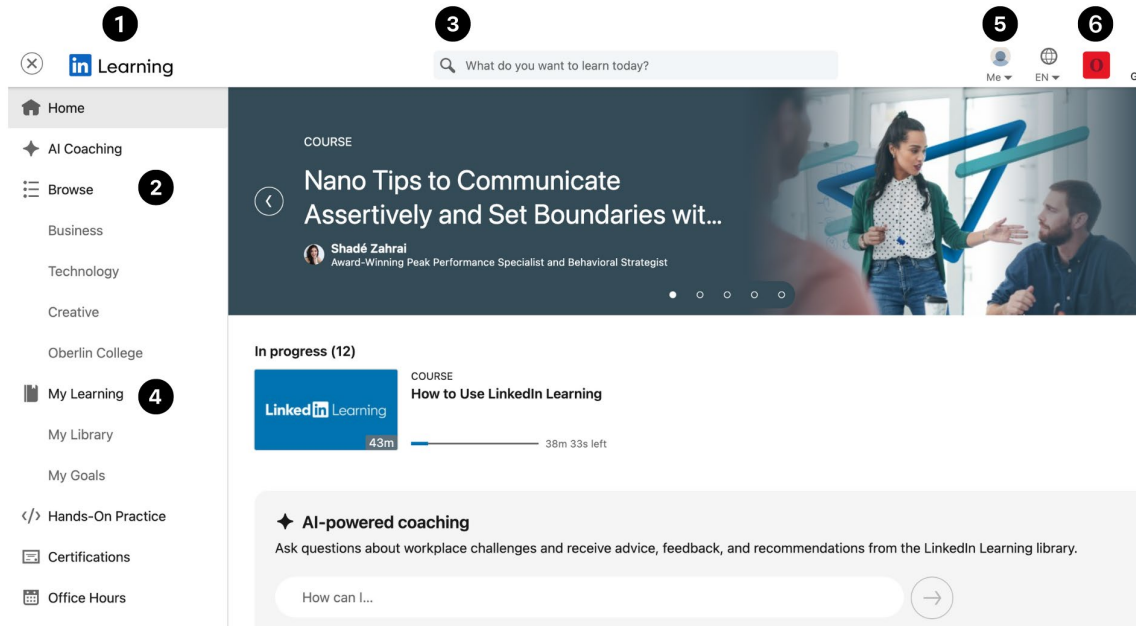 1
3
5
6
in Learning
What do you want to learn today?
Me
EN
O
G
Home
AI Coaching
Browse
2
Business
Technology
Creative
Oberlin College
My Learning
4
My Library
My Goals
Hands-On Practice
Certifications
Office Hours
COURSE
Nano Tips to Communicate
Assertively and Set Boundaries wit...
Shadé Zahrai
Award-Winning Peak Performance Specialist and Behavioral Strategist
In progress (12)
LinkedIn Learning
43m
COURSE
How to Use LinkedIn Learning
38m 33s left
AI-powered coaching
Ask questions about workplace challenges and receive advice, feedback, and recommendations from the LinkedIn Learning library.
How can I...